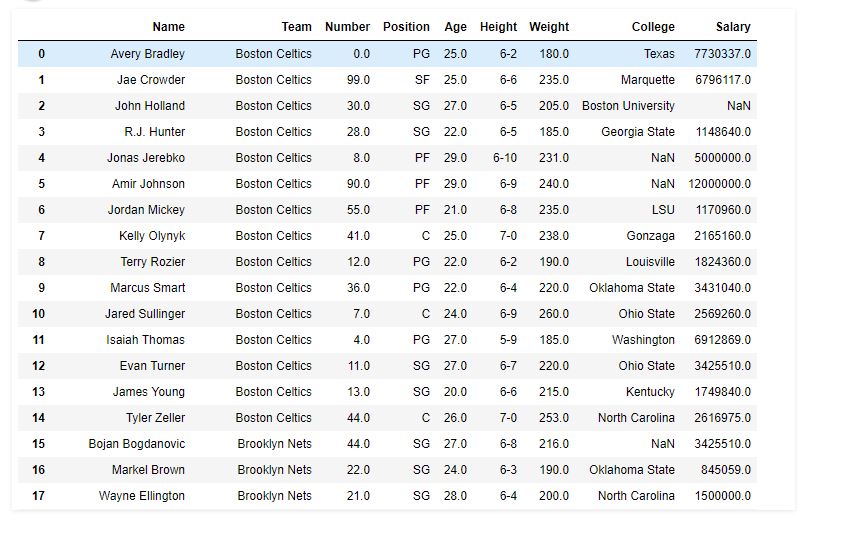 Name Team Number Position Age Height Weight College Salary
0 Avery Bradley Boston Celtics 0.0 PG 25.0 6-2 180.0 Texas 7730337.0
1 Jae Crowder Boston Celtics 99.0 SF 25.0 6-6 235.0 Marquette 6796117.0
2 John Holland Boston Celtics 30.0 SG 27.0 6-5 205.0 Boston University NaN
3 R.J. Hunter Boston Celtics 28.0 SG 22.0 6-5 185.0 Georgia State 1148640.0
4 Jonas Jerebko Boston Celtics 8.0 PF 29.0 6-10 231.0 NaN 5000000.0
5 Amir Johnson Boston Celtics 90.0 PF 29.0 6-9 240.0 NaN 12000000.0
6 Jordan Mickey Boston Celtics 55.0 PF 21.0 6-8 235.0 LSU 1170960.0
7 Kelly Olynyk Boston Celtics 41.0 C 25.0 7-0 238.0 Gonzaga 2165160.0
8 Terry Rozier Boston Celtics 12.0 PG 22.0 6-2 190.0 Louisville 1824360.0
9 Marcus Smart Boston Celtics 36.0 PG 22.0 6-4 220.0 Oklahoma State 3431040.0
10 Jared Sullinger Boston Celtics 7.0 C 24.0 6-9 260.0 Ohio State 2569260.0
11 Isaiah Thomas Boston Celtics 4.0 PG 27.0 5-9 185.0 Washington 6912869.0
12 Evan Turner Boston Celtics 11.0 SG 27.0 6-7 220.0 Ohio State 3425510.0
13 James Young Boston Celtics 13.0 SG 20.0 6-6 215.0 Kentucky 1749840.0
14 Tyler Zeller Boston Celtics 44.0 C 26.0 7-0 253.0 North Carolina 2616975.0
15 Bojan Bogdanovic Brooklyn Nets 44.0 SG 27.0 6-8 216.0 NaN 3425510.0
16 Markel Brown Brooklyn Nets 22.0 SG 24.0 6-3 190.0 Oklahoma State 845059.0
17 Wayne Ellington Brooklyn Nets 21.0 SG 28.0 6-4 200.0 North Carolina 1500000.0